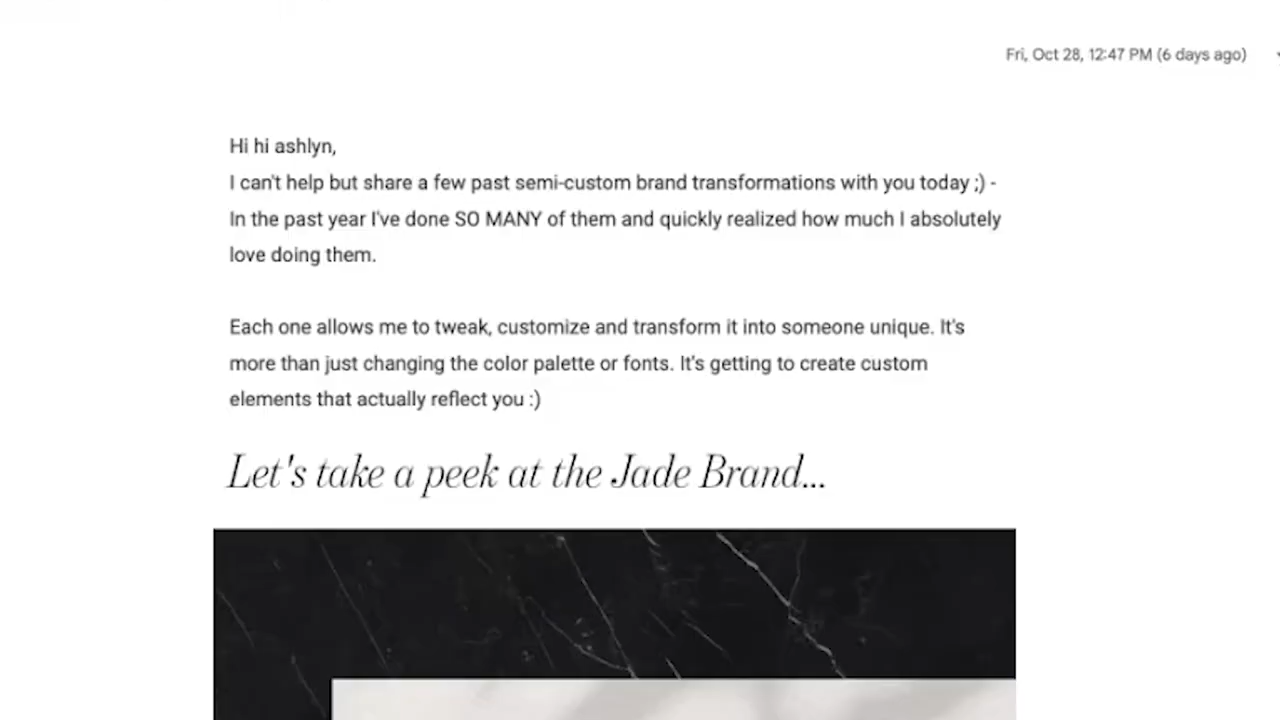 Fri, Oct 28, 12:47 PM (6 days ago)
Hi hi ashlyn,
I can't help but share a few past semi-custom brand transformations with you today ;) -
In the past year I've done SO MANY of them and quickly realized how much I absolutely
love doing them.
Each one allows me to tweak, customize and transform it into someone unique. It's
more than just changing the color palette or fonts. It's getting to create custom
elements that actually reflect you :)
Let's take a peek at the Jade Brand...